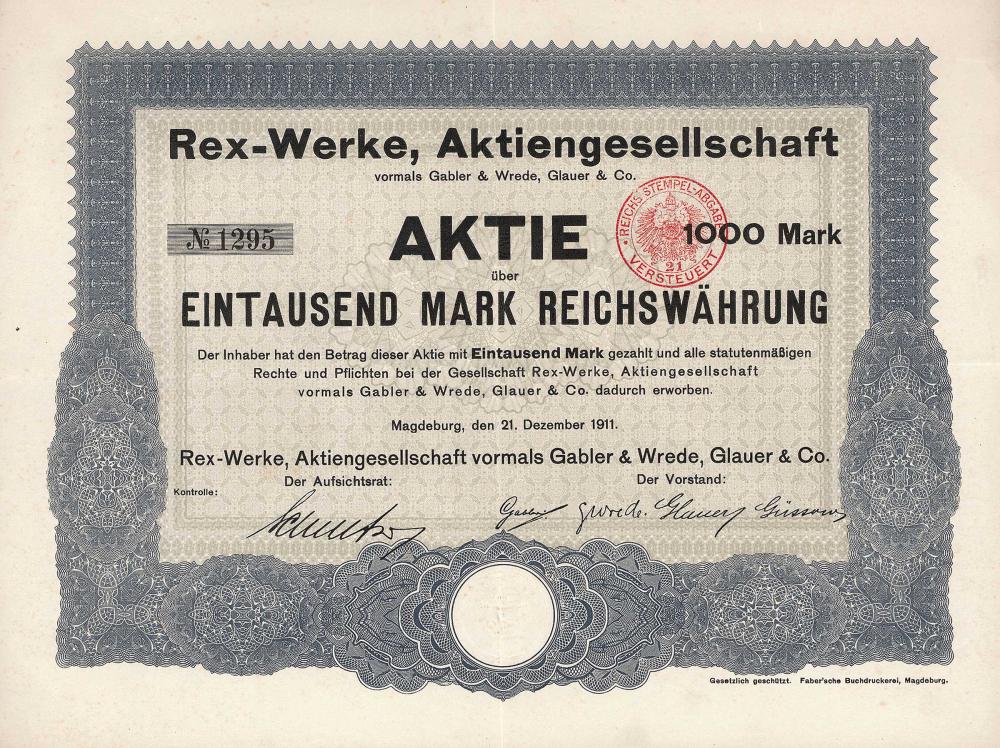 Rex-Werke, Aktiengesellschaft
vormals Gabler & Wrede, Glauer & Co.
№ 1295
AKTIE
REICHS STEMPEL-ABGABE
21
VERSTEUERT
1000 Mark
über
EINTAUSEND MARK REICHSWÄHRUNG
Der Inhaber hat den Betrag dieser Aktie mit Eintausend Mark gezahlt und alle statutenmäßigen
Rechte und Pflichten bei der Gesellschaft Rex-Werke, Aktiengesellschaft
vormals Gabler & Wrede, Glauer & Co. dadurch erworben.
Magdeburg, den 21. Dezember 1911.
Rex-Werke, Aktiengesellschaft vormals Gabler & Wrede, Glauer & Co.
Der Aufsichtsrat:
Der Vorstand:
Kontrolle:
Gabler gwrede. Glauer Güssow
Gesetzlich geschützt. Faber'sche Buchdruckerei, Magdeburg.